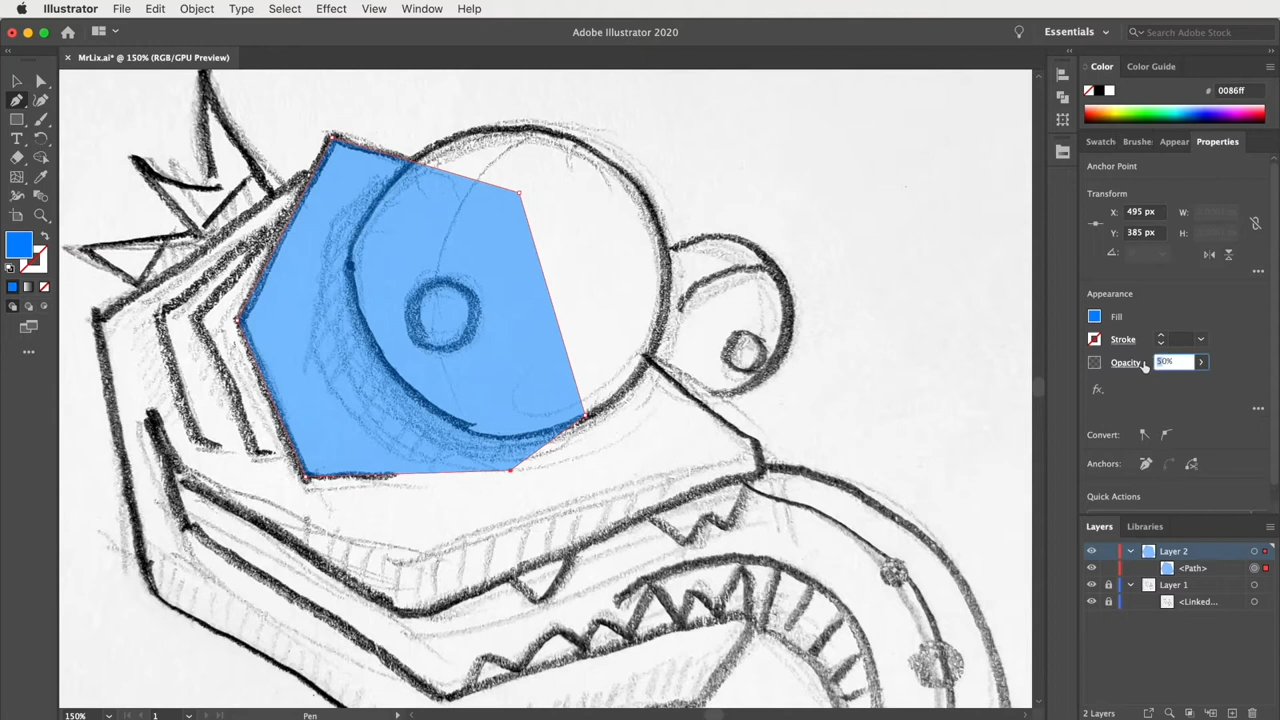 Illustrator File Edit Object Type Select Effect View Window Help
Adobe Illustrator 2020
Essentials
Search Adobe Stock
× MrLix.ai* @ 150% (RGB/GPU Preview)
Color Color Guide
# 0086ff
Swatch Brushe Appear Properties
Anchor Point
Transform
X: 495 px W:
Y: 385 px H:
Appearance
Fill
Stroke
Opacity 50%
fx.
Convert:
Anchors:
Quick Actions
Layers Libraries
Layer 2
<Path>
Layer 1
<Linked...
150% 1 Pen
2 Layers